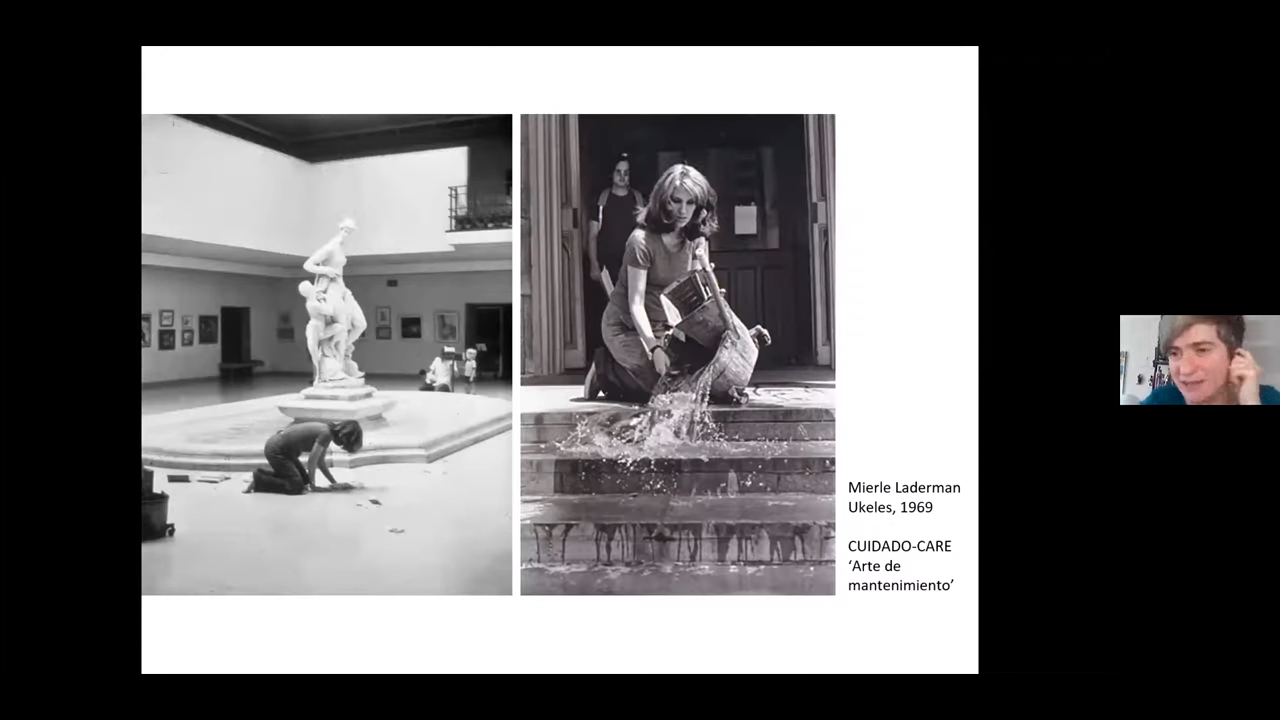 Mierle Laderman
Ukeles, 1969
CUIDADO-CARE
‘Arte de
mantenimiento’